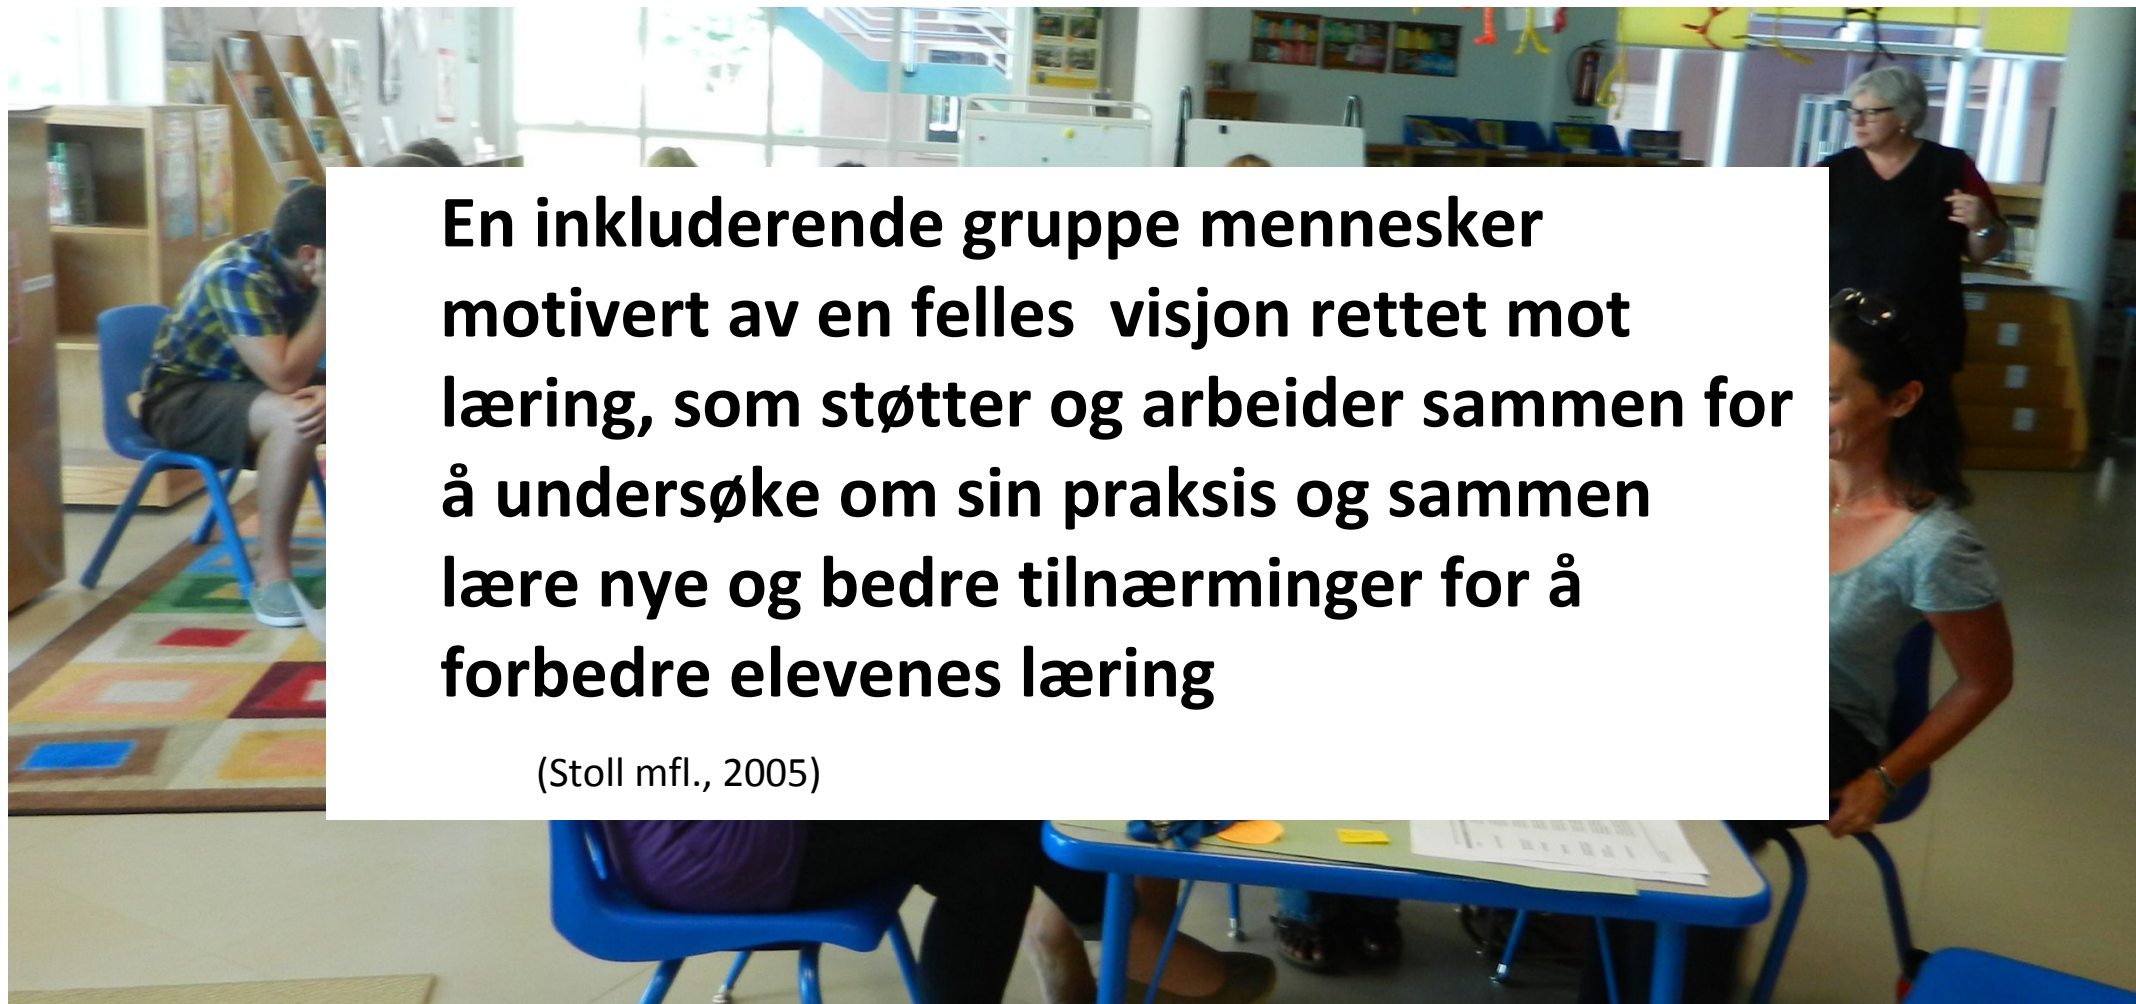 En inkluderende gruppe mennesker
motivert av en felles  visjon rettet mot
læring, som støtter og arbeider sammen for
å undersøke om sin praksis og sammen
lære nye og bedre tilnærminger for å
forbedre elevenes læring
(Stoll mfl., 2005)